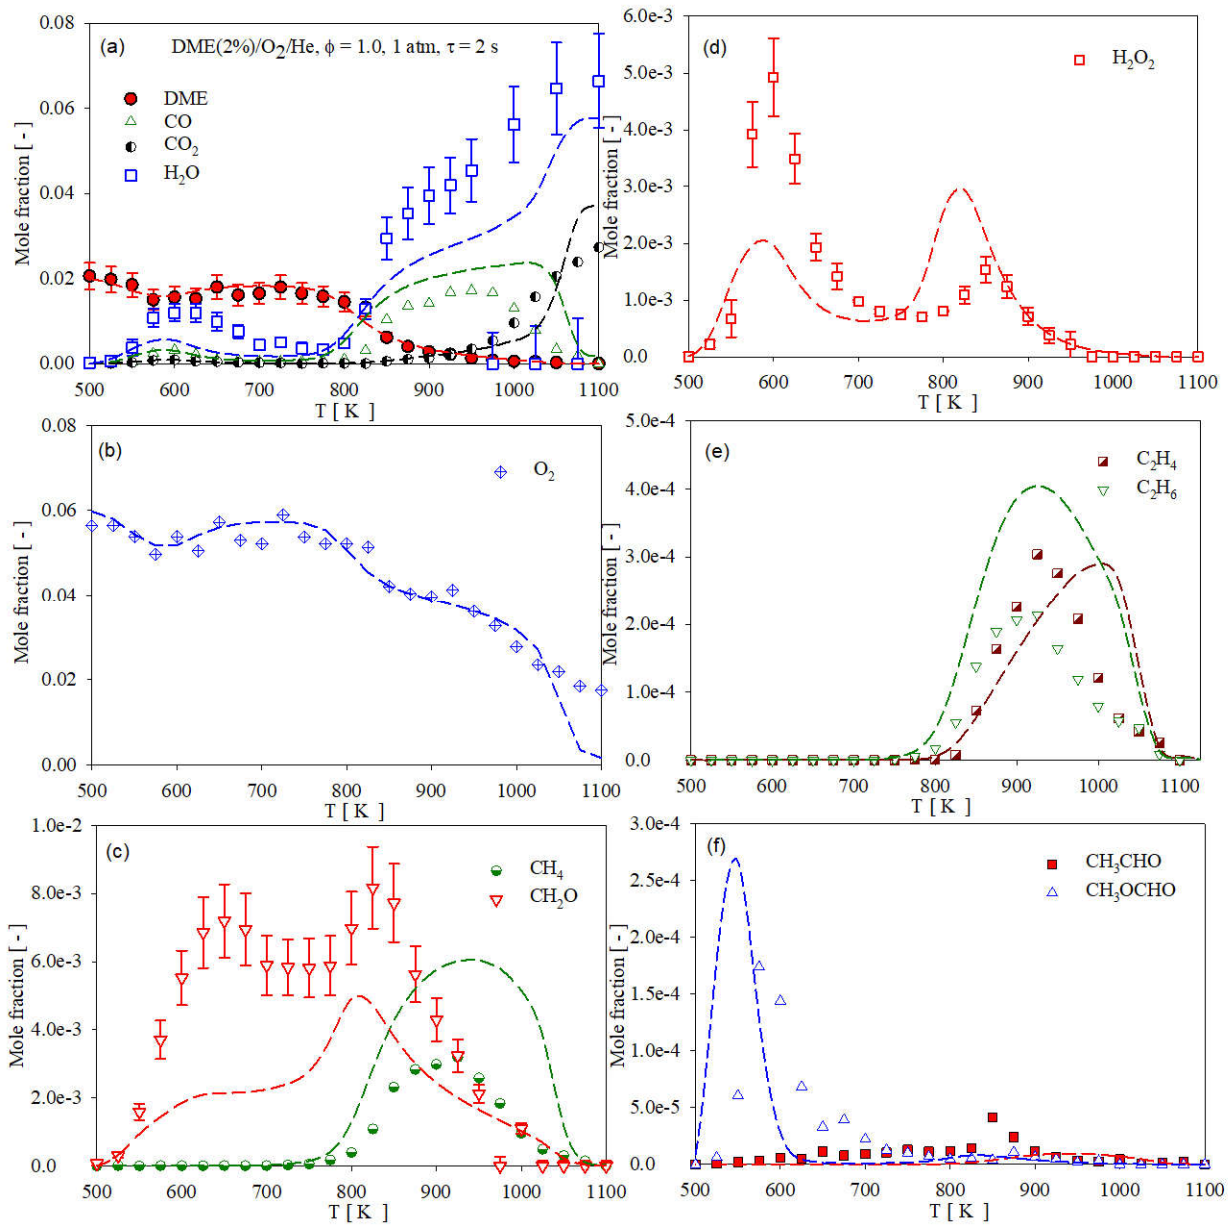 (a)
DME(2%)/O2/He, ϕ = 1.0, 1 atm, τ = 2 s
DME
CO
CO2
H2O
Mole fraction [ - ]
0.08
0.06
0.04
0.02
0.00
500 600 700 800 900 1000 1100
T [ K ]
(d)
H2O2
Mole fraction [ - ]
6.0e-3
5.0e-3
4.0e-3
3.0e-3
2.0e-3
1.0e-3
0.0
500 600 700 800 900 1000 1100
T [ K ]
(b)
O2
Mole fraction [ - ]
0.08
0.06
0.04
0.02
0.00
500 600 700 800 900 1000 1100
T [ K ]
(e)
C2H4
C2H6
Mole fraction [ - ]
5.0e-4
4.0e-4
3.0e-4
2.0e-4
1.0e-4
0.0
500 600 700 800 900 1000 1100
T [ K ]
(c)
CH4
CH2O
Mole fraction [ - ]
1.0e-2
8.0e-3
6.0e-3
4.0e-3
2.0e-3
0.0
500 600 700 800 900 1000 1100
T [ K ]
(f)
CH3CHO
CH3OCHO
Mole fraction [ - ]
3.0e-4
2.5e-4
2.0e-4
1.5e-4
1.0e-4
5.0e-5
0.0
500 600 700 800 900 1000 1100
T [ K ]